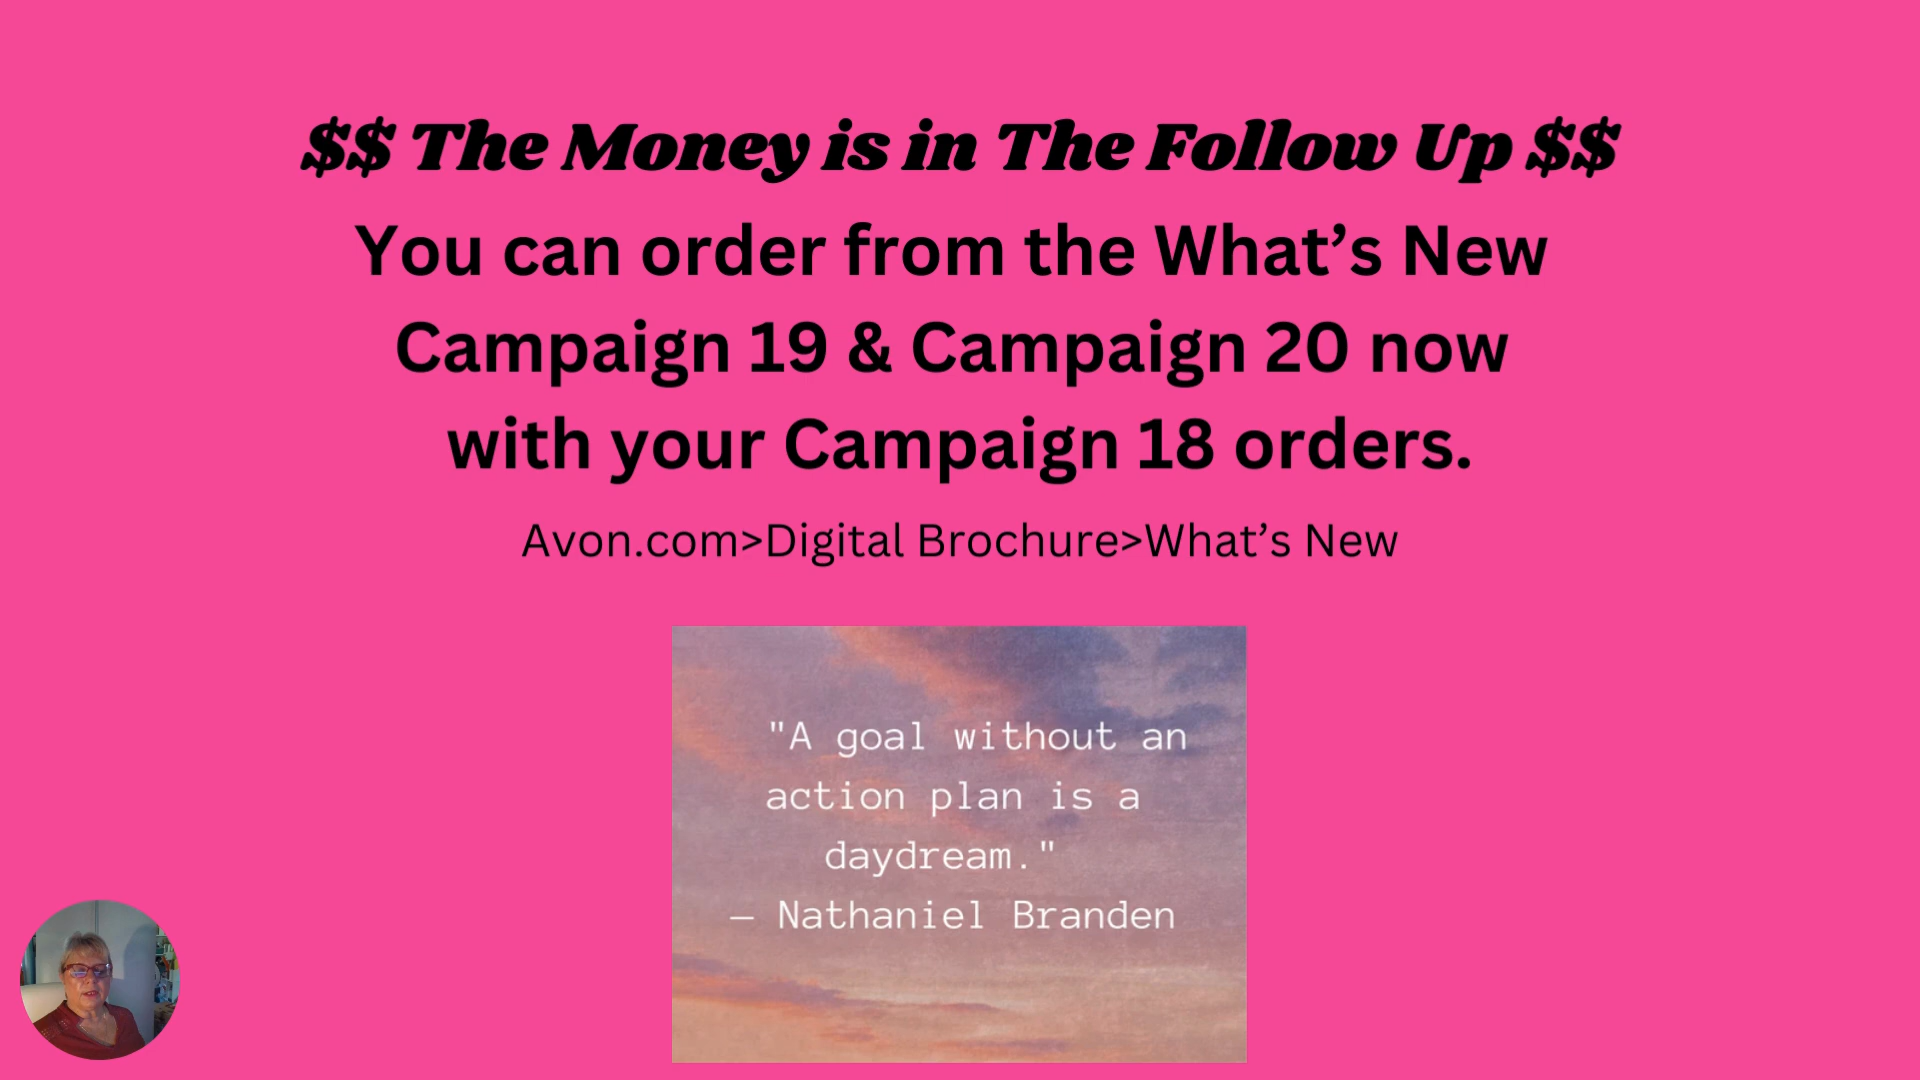 $$ The Money is in The Follow Up $$
You can order from the What’s New
Campaign 19 & Campaign 20 now
with your Campaign 18 orders.
Avon.com>Digital Brochure>What’s New
"A goal without an
action plan is a
daydream."
— Nathaniel Branden